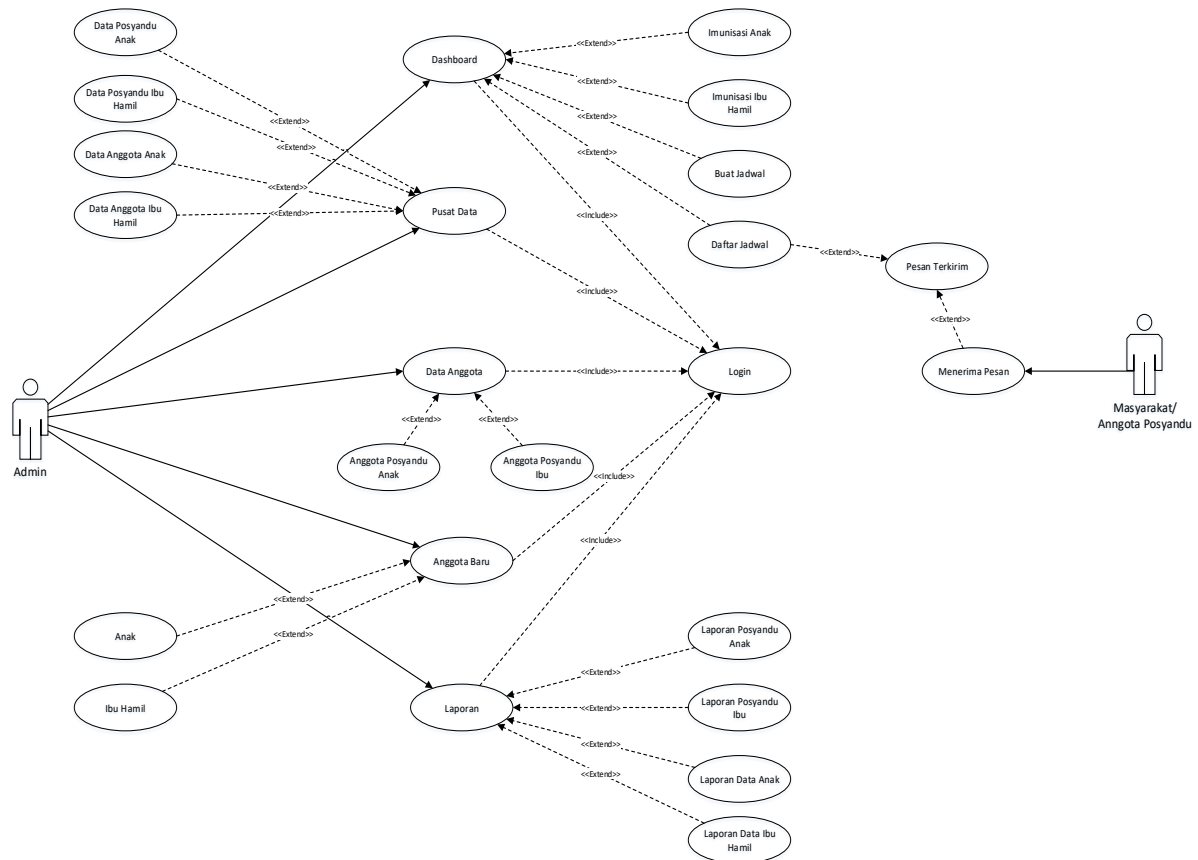 Data Posyandu
Anak
Data Posyandu Ibu
Hamil
Data Anggota Anak
Data Anggota Ibu
Hamil
<<Extend>>
<<Extend>>
<<Extend>>
<<Extend>>
Dashboard
Pusat Data
<<Extend>>
<<Extend>>
<<Extend>>
<<Extend>>
<<Include>>
<<Include>>
Imunisasi Anak
Imunisasi Ibu
Hamil
Buat Jadwal
Daftar Jadwal
<<Extend>>
Pesan Terkirim
<<Extend>>
Menerima Pesan
Masyarakat/
Anngota Posyandu
Admin
Data Anggota
<<Include>>
Login
<<Extend>>
<<Extend>>
Anggota Posyandu
Anak
Anggota Posyandu
Ibu
<<Include>>
<<Include>>
Anggota Baru
<<Extend>>
<<Extend>>
Anak
Ibu Hamil
Laporan
<<Extend>>
<<Extend>>
<<Extend>>
<<Extend>>
Laporan Posyandu
Anak
Laporan Posyandu
Ibu
Laporan Data Anak
Laporan Data Ibu
Hamil